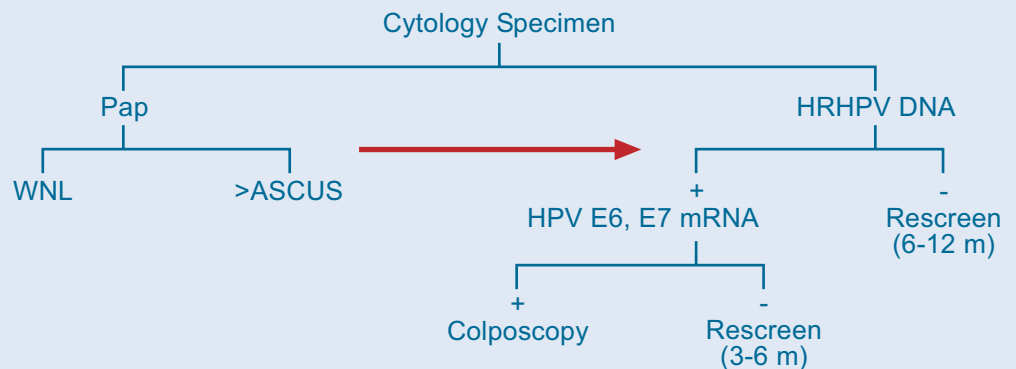 Cytology Specimen
Pap
HRHPV DNA
WNL
>ASCUS
+
HPV E6, E7 mRNA
-
Rescreen
(6-12 m)
+
Colposcopy
-
Rescreen
(3-6 m)